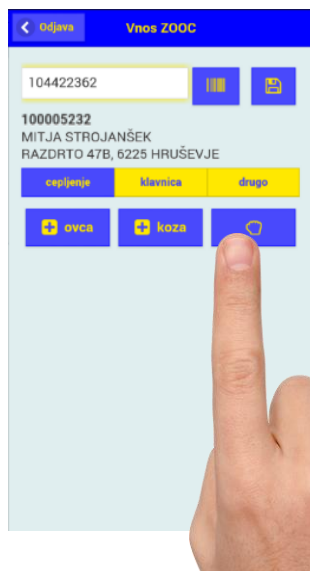 Odjava Vnos ZOOC
104422362
100005232
MITJA STROJANŠEK
RAZDRTO 47B, 6225 HRUŠEVJE
cepljenje klavnica drugo
ovca koza